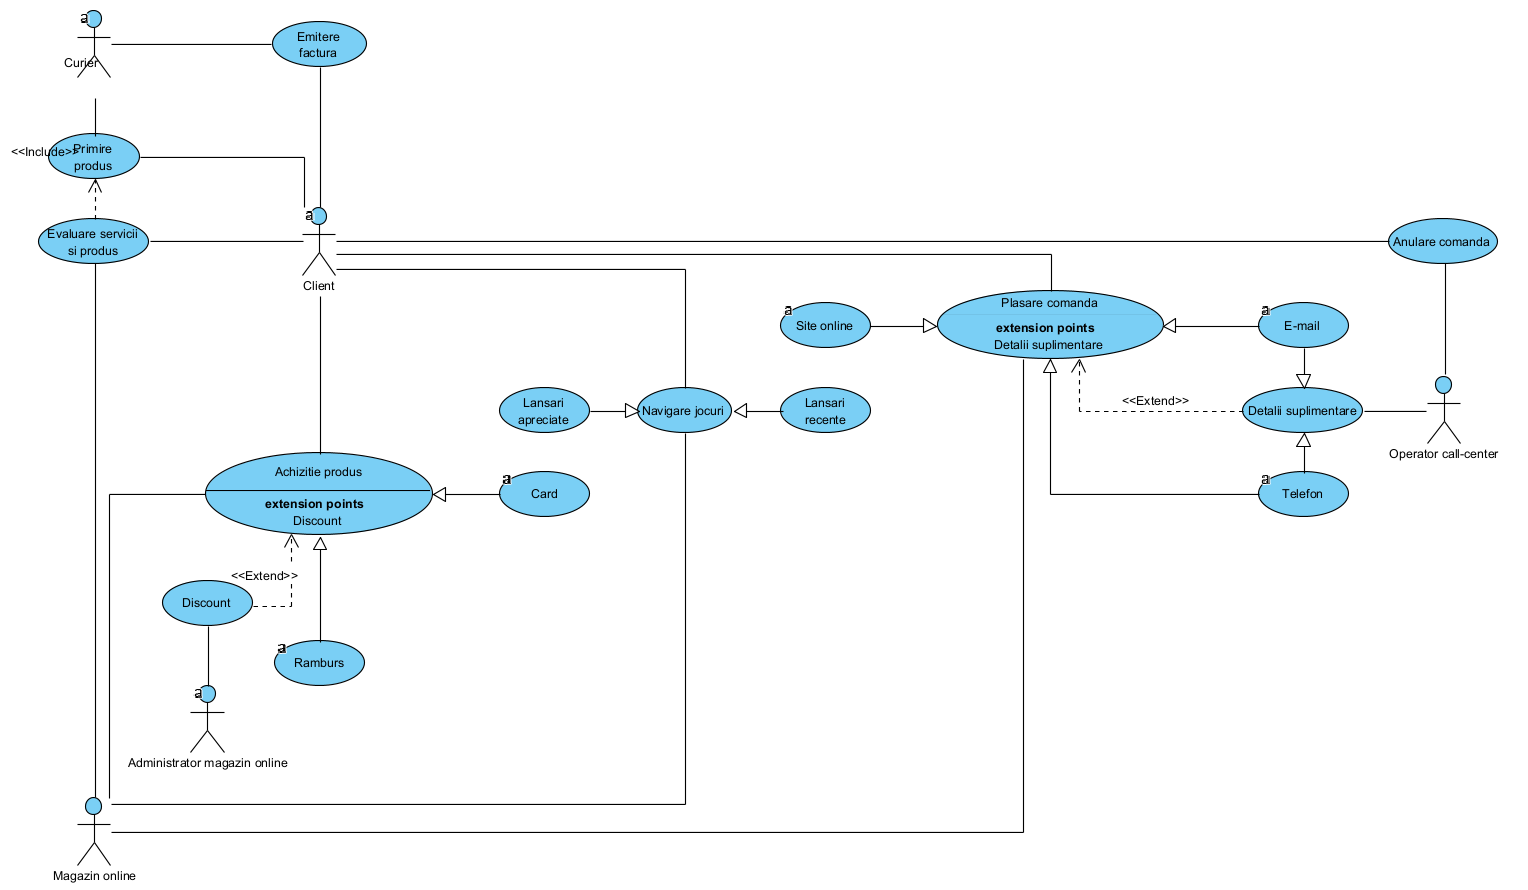 a
Curier
Emitere
factura
<<Include>>
Primire
produs
Evaluare servicii
si produs
a
Client
Anulare comanda
a
Site online
Plasare comanda
extension points
Detalii suplimentare
a
E-mail
<<Extend>>
Lansari
apreciate
Navigare jocuri
Lansari
recente
Detalii suplimentare
Operator call-center
Achizitie produs
extension points
Discount
a
Card
a
Telefon
<<Extend>>
Discount
a
Ramburs
a
Administrator magazin online
Magazin online